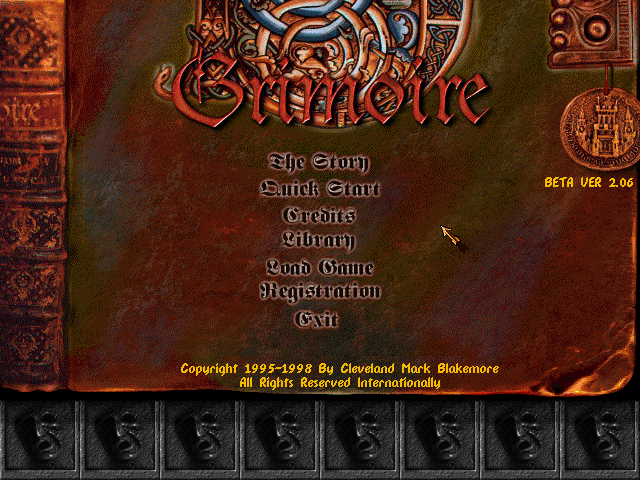 Grimoire
BETA VER 2.06
The Story
Quick Start
Credits
Library
Load Game
Registration
Exit
Copyright 1995-1998 By Cleveland Mark Blakemore
All Rights Reserved Internationally